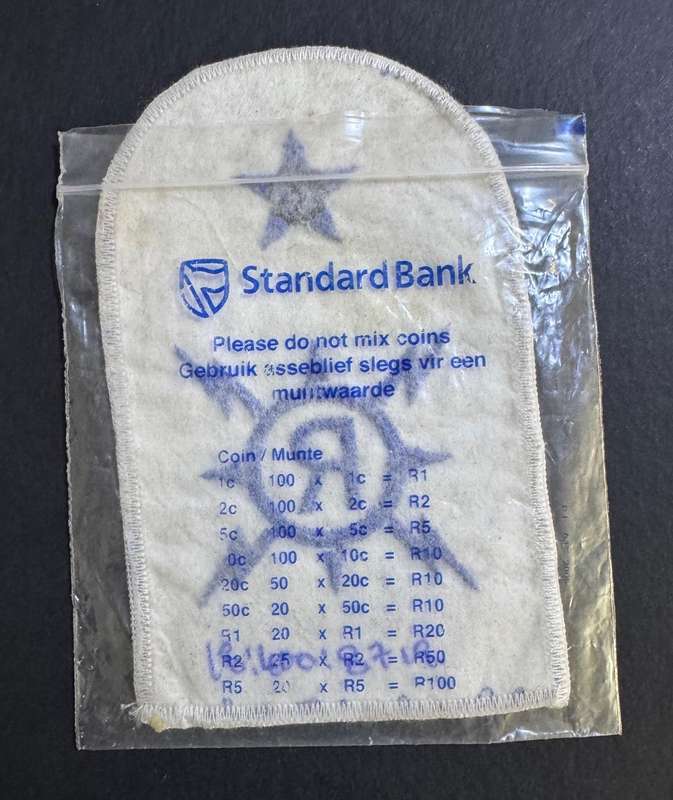 Standard Bank
Please do not mix coins
Gebruik asseblief slegs vir een
muntwaarde
Coin / Munte
1c 100 x 1c = R1
2c 100 x 2c = R2
5c 100 x 5c = R5
10c 100 x 10c = R10
20c 50 x 20c = R10
50c 20 x 50c = R10
R1 20 x R1 = R20
R2 25 x R2 = R50
R5 20 x R5 = R100